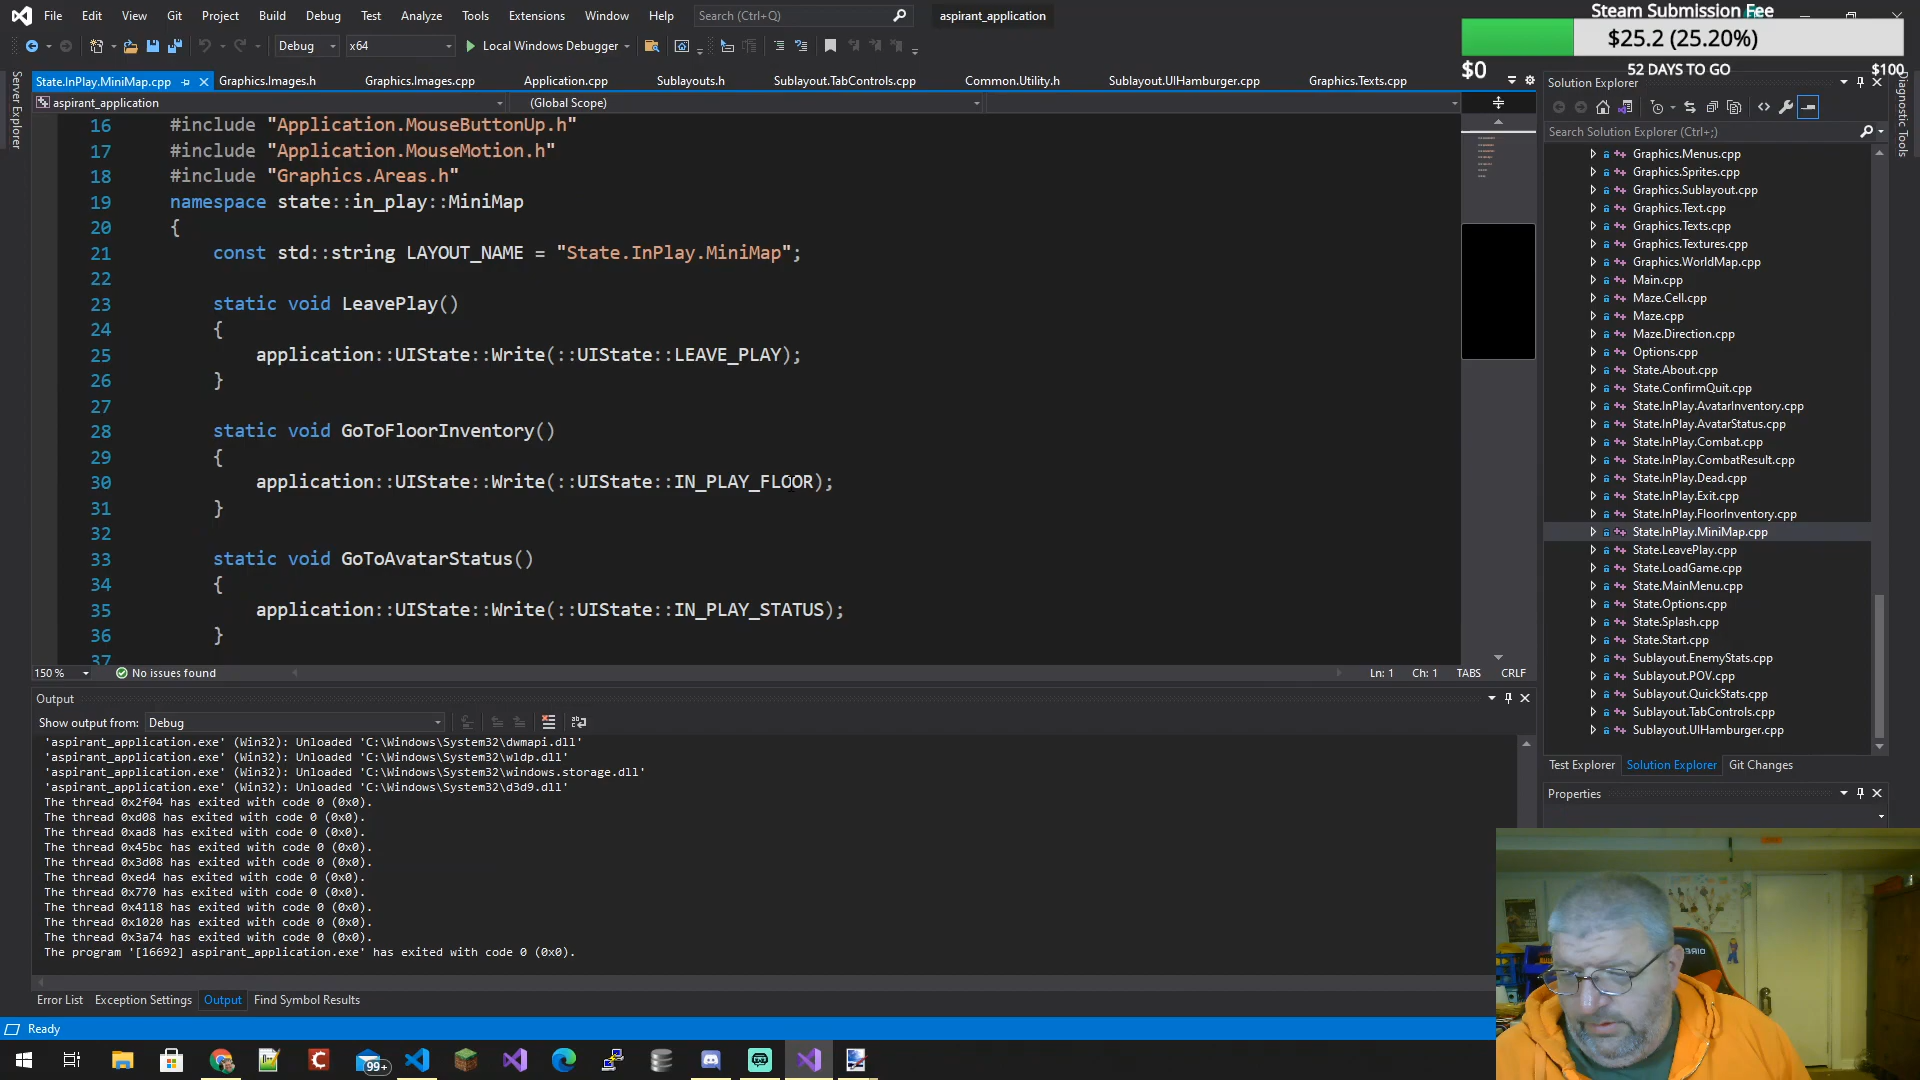 File Edit View Git Project Build Debug Test Analyze Tools Extensions Window Help Search (Ctrl+Q) aspirant_application
Steam Submission Fee
$25.2 (25.20%)
$0 52 DAYS TO GO $100
Debug x64 Local Windows Debugger
State.InPlay.MiniMap.cpp Graphics.Images.h Graphics.Images.cpp Application.cpp Sublayouts.h Sublayout.TabControls.cpp Common.Utility.h Sublayout.UIHamburger.cpp Graphics.Texts.cpp
aspirant_application (Global Scope)
Server Explorer
16 #include "Application.MouseButtonUp.h"
17 #include "Application.MouseMotion.h"
18 #include "Graphics.Areas.h"
19 namespace state::in_play::MiniMap
20 {
21 const std::string LAYOUT_NAME = "State.InPlay.MiniMap";
22
23 static void LeavePlay()
24 {
25 application::UIState::Write(::UIState::LEAVE_PLAY);
26 }
27
28 static void GoToFloorInventory()
29 {
30 application::UIState::Write(::UIState::IN_PLAY_FLOOR);
31 }
32
33 static void GoToAvatarStatus()
34 {
35 application::UIState::Write(::UIState::IN_PLAY_STATUS);
36 }
37
150 % No issues found Ln: 1 Ch: 1 TABS CRLF
Output
Show output from: Debug
'aspirant_application.exe' (Win32): Unloaded 'C:\Windows\System32\dwmapi.dll'
'aspirant_application.exe' (Win32): Unloaded 'C:\Windows\System32\wldp.dll'
'aspirant_application.exe' (Win32): Unloaded 'C:\Windows\System32\windows.storage.dll'
'aspirant_application.exe' (Win32): Unloaded 'C:\Windows\System32\d3d9.dll'
The thread 0x2f04 has exited with code 0 (0x0).
The thread 0xd08 has exited with code 0 (0x0).
The thread 0xad8 has exited with code 0 (0x0).
The thread 0x45bc has exited with code 0 (0x0).
The thread 0x3d08 has exited with code 0 (0x0).
The thread 0xed4 has exited with code 0 (0x0).
The thread 0x770 has exited with code 0 (0x0).
The thread 0x4118 has exited with code 0 (0x0).
The thread 0x1020 has exited with code 0 (0x0).
The thread 0x3a74 has exited with code 0 (0x0).
The program '[16692] aspirant_application.exe' has exited with code 0 (0x0).
Error List Exception Settings Output Find Symbol Results
Ready
Solution Explorer
Search Solution Explorer (Ctrl+;)
Graphics.Menus.cpp
Graphics.Sprites.cpp
Graphics.Sublayout.cpp
Graphics.Text.cpp
Graphics.Texts.cpp
Graphics.Textures.cpp
Graphics.WorldMap.cpp
Main.cpp
Maze.Cell.cpp
Maze.cpp
Maze.Direction.cpp
Options.cpp
State.About.cpp
State.ConfirmQuit.cpp
State.InPlay.AvatarInventory.cpp
State.InPlay.AvatarStatus.cpp
State.InPlay.Combat.cpp
State.InPlay.CombatResult.cpp
State.InPlay.Dead.cpp
State.InPlay.Exit.cpp
State.InPlay.FloorInventory.cpp
State.InPlay.MiniMap.cpp
State.LeavePlay.cpp
State.LoadGame.cpp
State.MainMenu.cpp
State.Options.cpp
State.Splash.cpp
State.Start.cpp
Sublayout.EnemyStats.cpp
Sublayout.POV.cpp
Sublayout.QuickStats.cpp
Sublayout.TabControls.cpp
Sublayout.UIHamburger.cpp
Test Explorer Solution Explorer Git Changes
Properties
Diagnostic Tools
99+